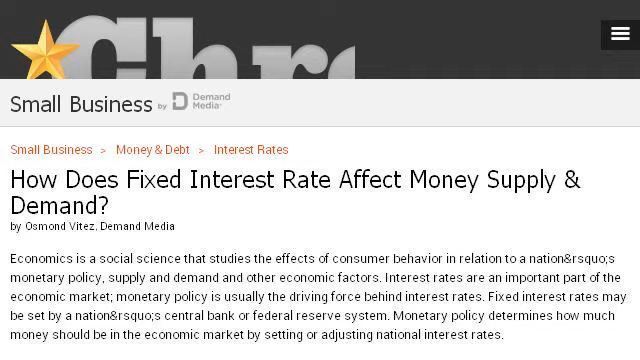 Chr
Small Business by Demand Media
Small Business > Money & Debt > Interest Rates
How Does Fixed Interest Rate Affect Money Supply &
Demand?
by Osmond Vitez, Demand Media
Economics is a social science that studies the effects of consumer behavior in relation to a nation&rsquo;s
monetary policy, supply and demand and other economic factors. Interest rates are an important part of the
economic market; monetary policy is usually the driving force behind interest rates. Fixed interest rates may
be set by a nation&rsquo;s central bank or federal reserve system. Monetary policy determines how much
money should be in the economic market by setting or adjusting national interest rates.